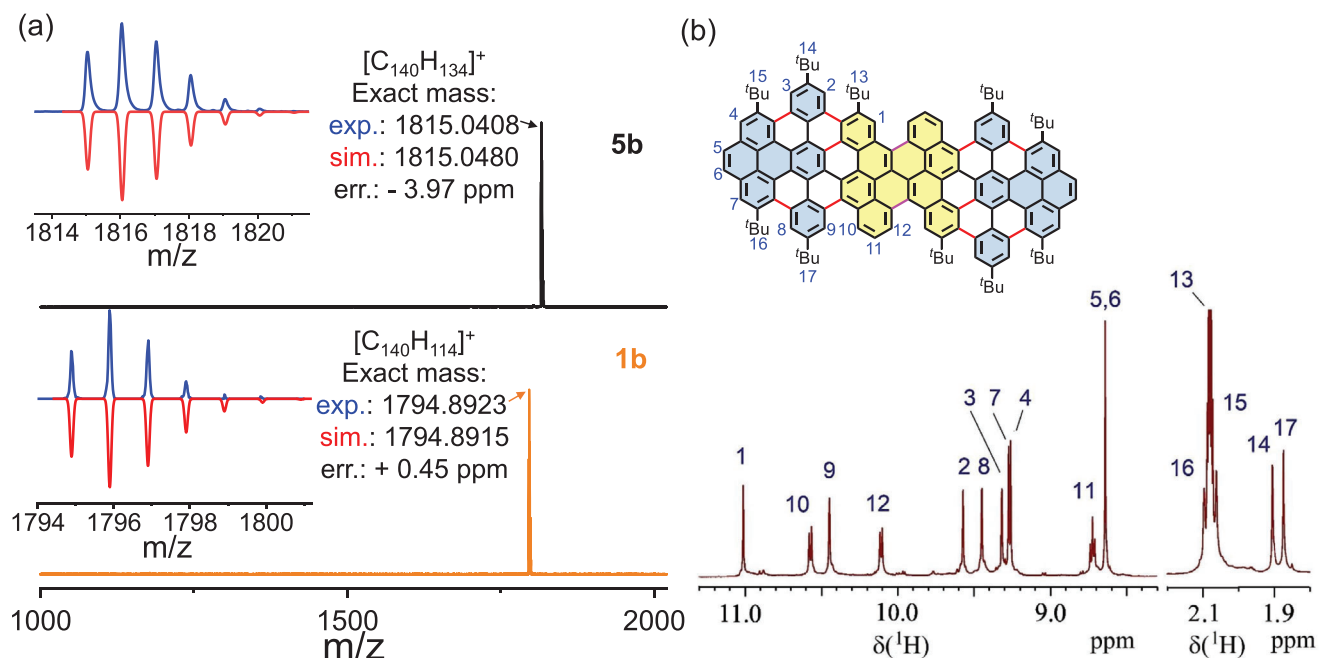 (a)
[C140H134]+
Exact mass:
exp.: 1815.0408
sim.: 1815.0480
err.: - 3.97 ppm
5b
1814 1816 1818 1820
m/z
[C140H114]+
Exact mass:
exp.: 1794.8923
sim.: 1794.8915
err.: + 0.45 ppm
1b
1794 1796 1798 1800
m/z
1000 1500 2000
m/z
(b)
14
tBu
15 3 2 13
tBu tBu 1 tBu tBu
4
5
6
7
tBu 8 9 10 12 tBu tBu
16 tBu 11 tBu
17
1 10 9 12 2 8 3 7 4 11 5,6
16 13 15 14 17
11.0 10.0 9.0 2.1 1.9
δ(1H) ppm δ(1H) ppm